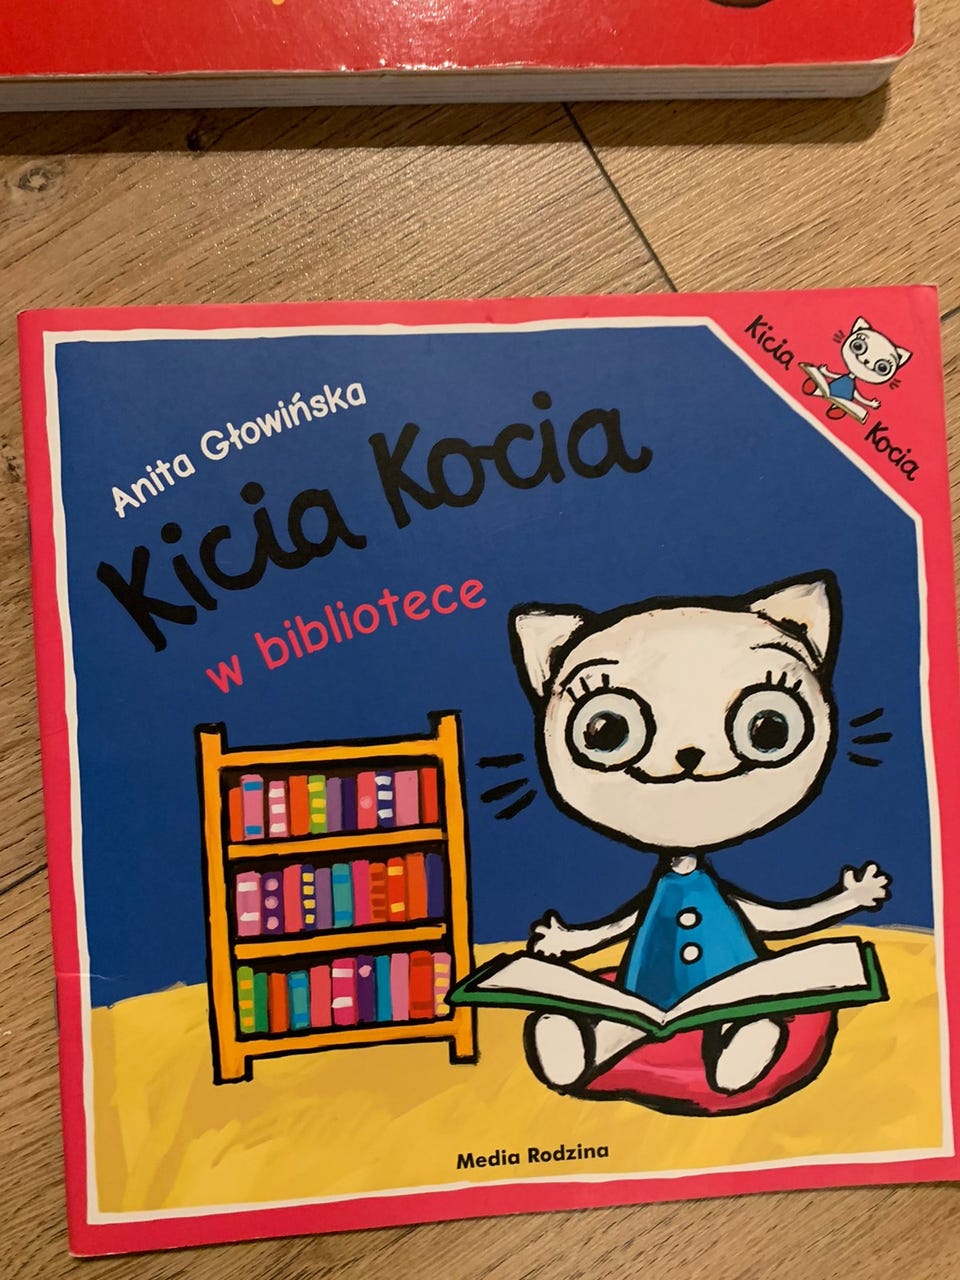 Kicia
Kocia
Anita Głowińska
Kicia Kocia
w bibliotece
Media Rodzina